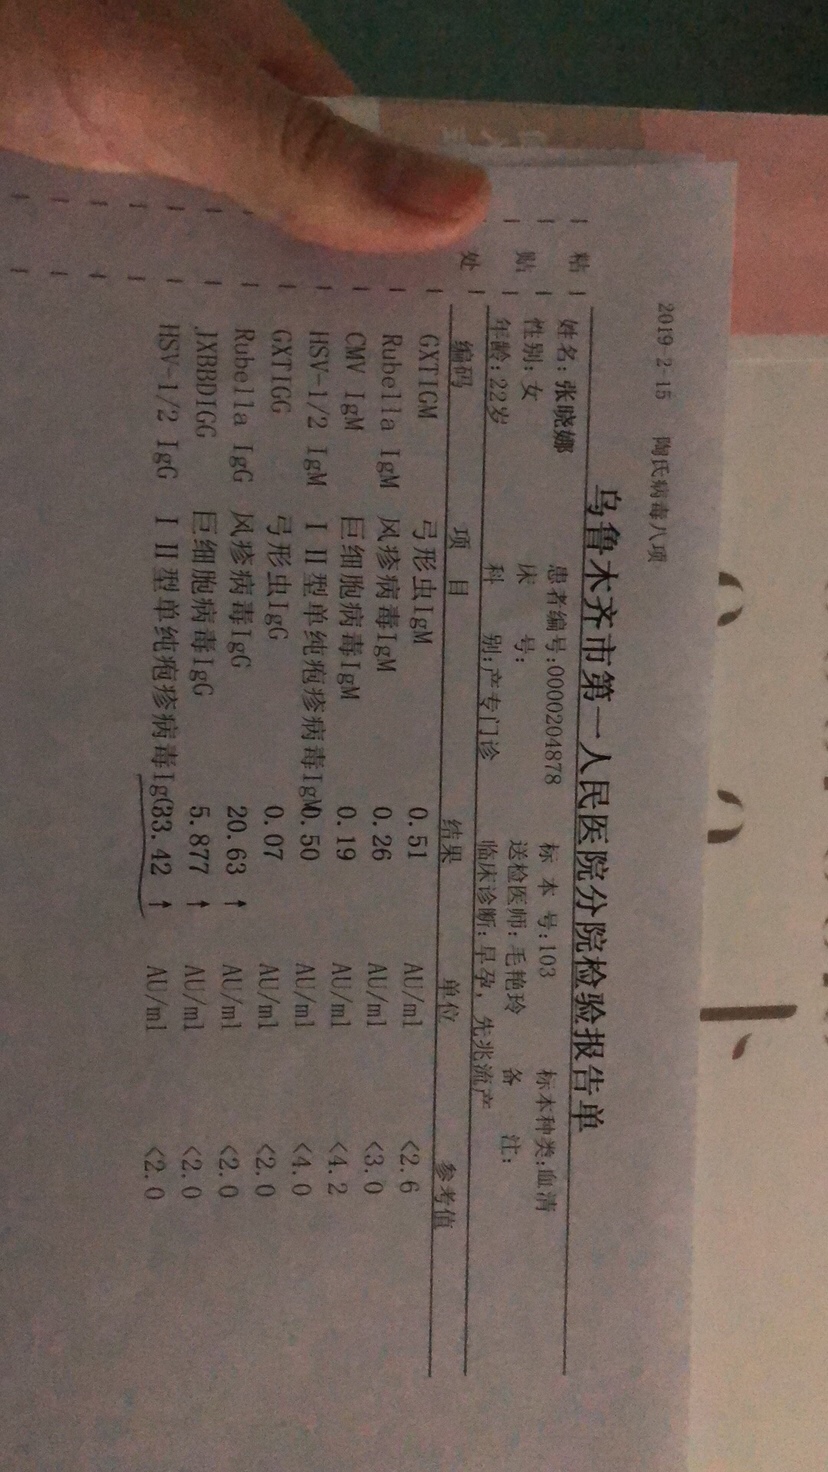 2019-2-15 陶氏病毒八项
乌鲁木齐市第一人民医院分院检验报告单
粘贴处
姓名:张晓娜 患者编号:0000204878 标本号:103 标本种类:血清
性别:女 床号: 送检医师:毛艳玲 备注:
年龄:22岁 科别:产专门诊 临床诊断:早孕,先兆流产
编码 项目 结果 单位 参考值
GXTIGM 弓形虫IgM 0.51 AU/ml <2.6
Rubella IgM 风疹病毒IgM 0.26 AU/ml <3.0
CMV IgM 巨细胞病毒IgM 0.19 AU/ml <4.2
HSV-1/2 IgM I II型单纯疱疹病毒IgM 0.50 AU/ml <4.0
GXTIGG 弓形虫IgG 0.07 AU/ml <2.0
Rubella IgG 风疹病毒IgG 20.63 ↑ AU/ml <2.0
JXBBDIGG 巨细胞病毒IgG 5.877 ↑ AU/ml <2.0
HSV-1/2 IgG I II型单纯疱疹病毒IgG 33.42 ↑ AU/ml <2.0